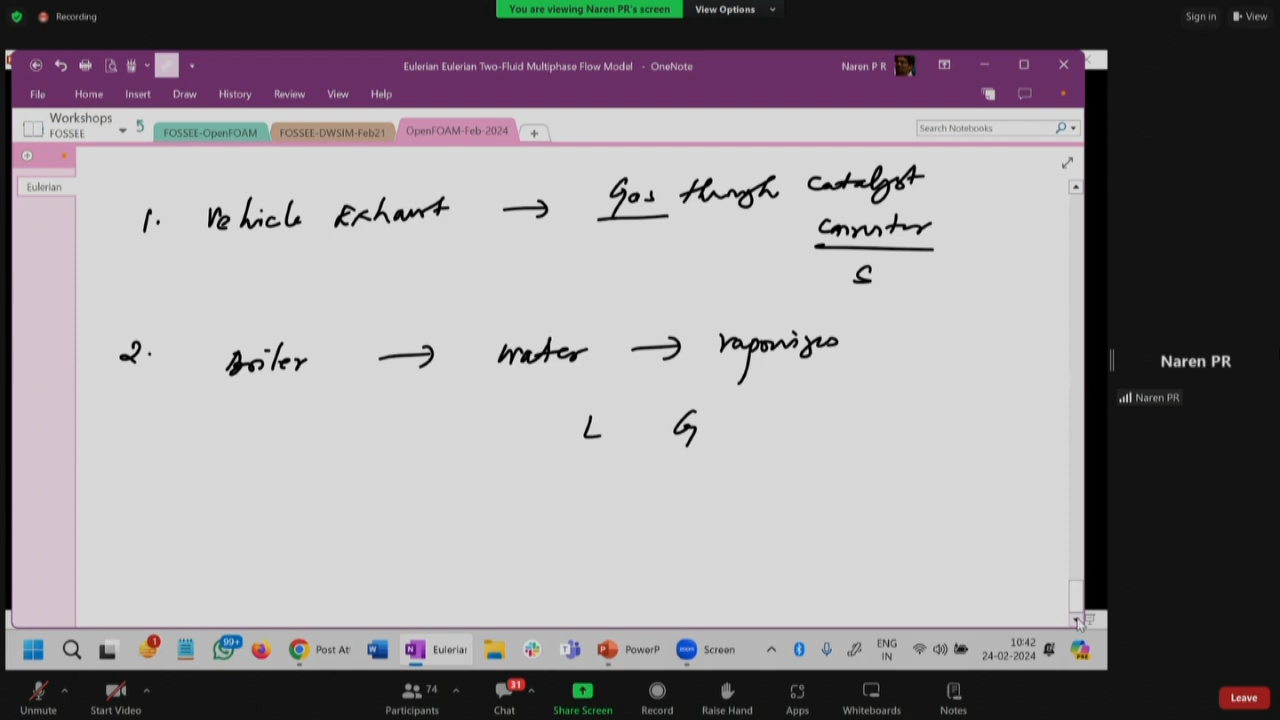 Recording
You are viewing Naren PR's screen
View Options
Sign in
View
Eulerian Eulerian Two-Fluid Multiphase Flow Model - OneNote
Naren P R
File
Home
Insert
Draw
History
Review
View
Help
Workshops
FOSSEE
5
FOSSEE-OpenFOAM
FOSSEE-DWSIM-Feb21
OpenFOAM-Feb-2024
Search Notebooks
Eulerian
1. Vehicle Exhaust → Gas through Catalyst
S
2. Boiler → water → vaporizes
L G
Naren PR
Naren PR
1
99+
Post At
Eulerian
PowerP
Screen
ENG
IN
10:42
24-02-2024
Unmute
Start Video
74
Participants
31
Chat
Share Screen
Record
Raise Hand
Apps
Whiteboards
Notes
Leave